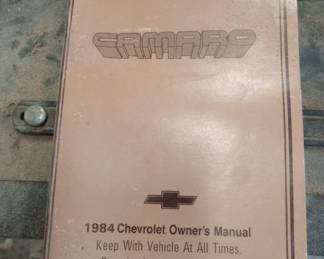 CAMARO
1984 Chevrolet Owner's Manual
Keep With Vehicle At All Times.